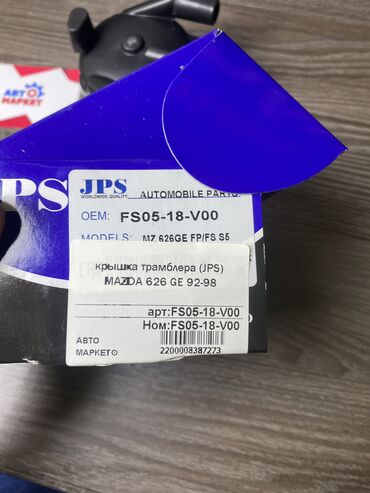 АВТО
МАРКЕТ
JPS
JPS
WORLDWIDE QUALITY
AUTOMOBILE PARTS
OEM: FS05-18-V00
MODELS: MZ 626GE FP/FS S5
крышка трамблера (JPS)
MAZDA 626 GE 92-98
арт:FS05-18-V00
Ном:FS05-18-V00
АВТО
МАРКЕТ
2200008387273